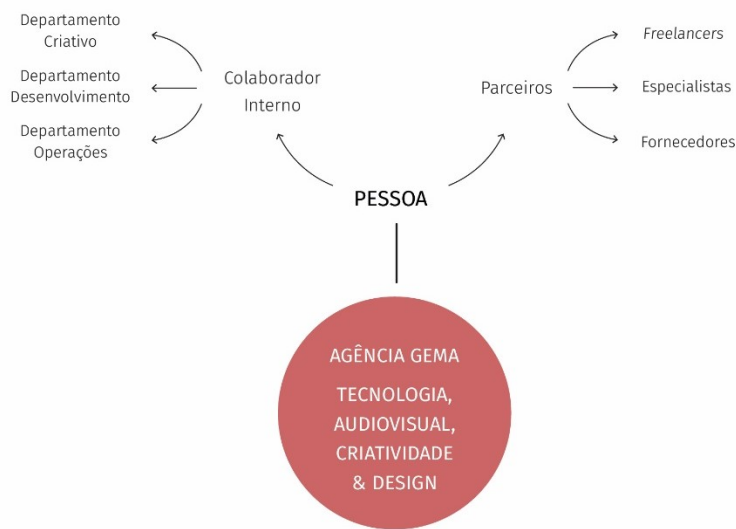 Departamento
Criativo
Departamento
Desenvolvimento
Departamento
Operações
Colaborador
Interno
Parceiros
Freelancers
Especialistas
Fornecedores
PESSOA
AGÊNCIA GEMA
TECNOLOGIA,
AUDIOVISUAL,
CRIATIVIDADE
& DESIGN